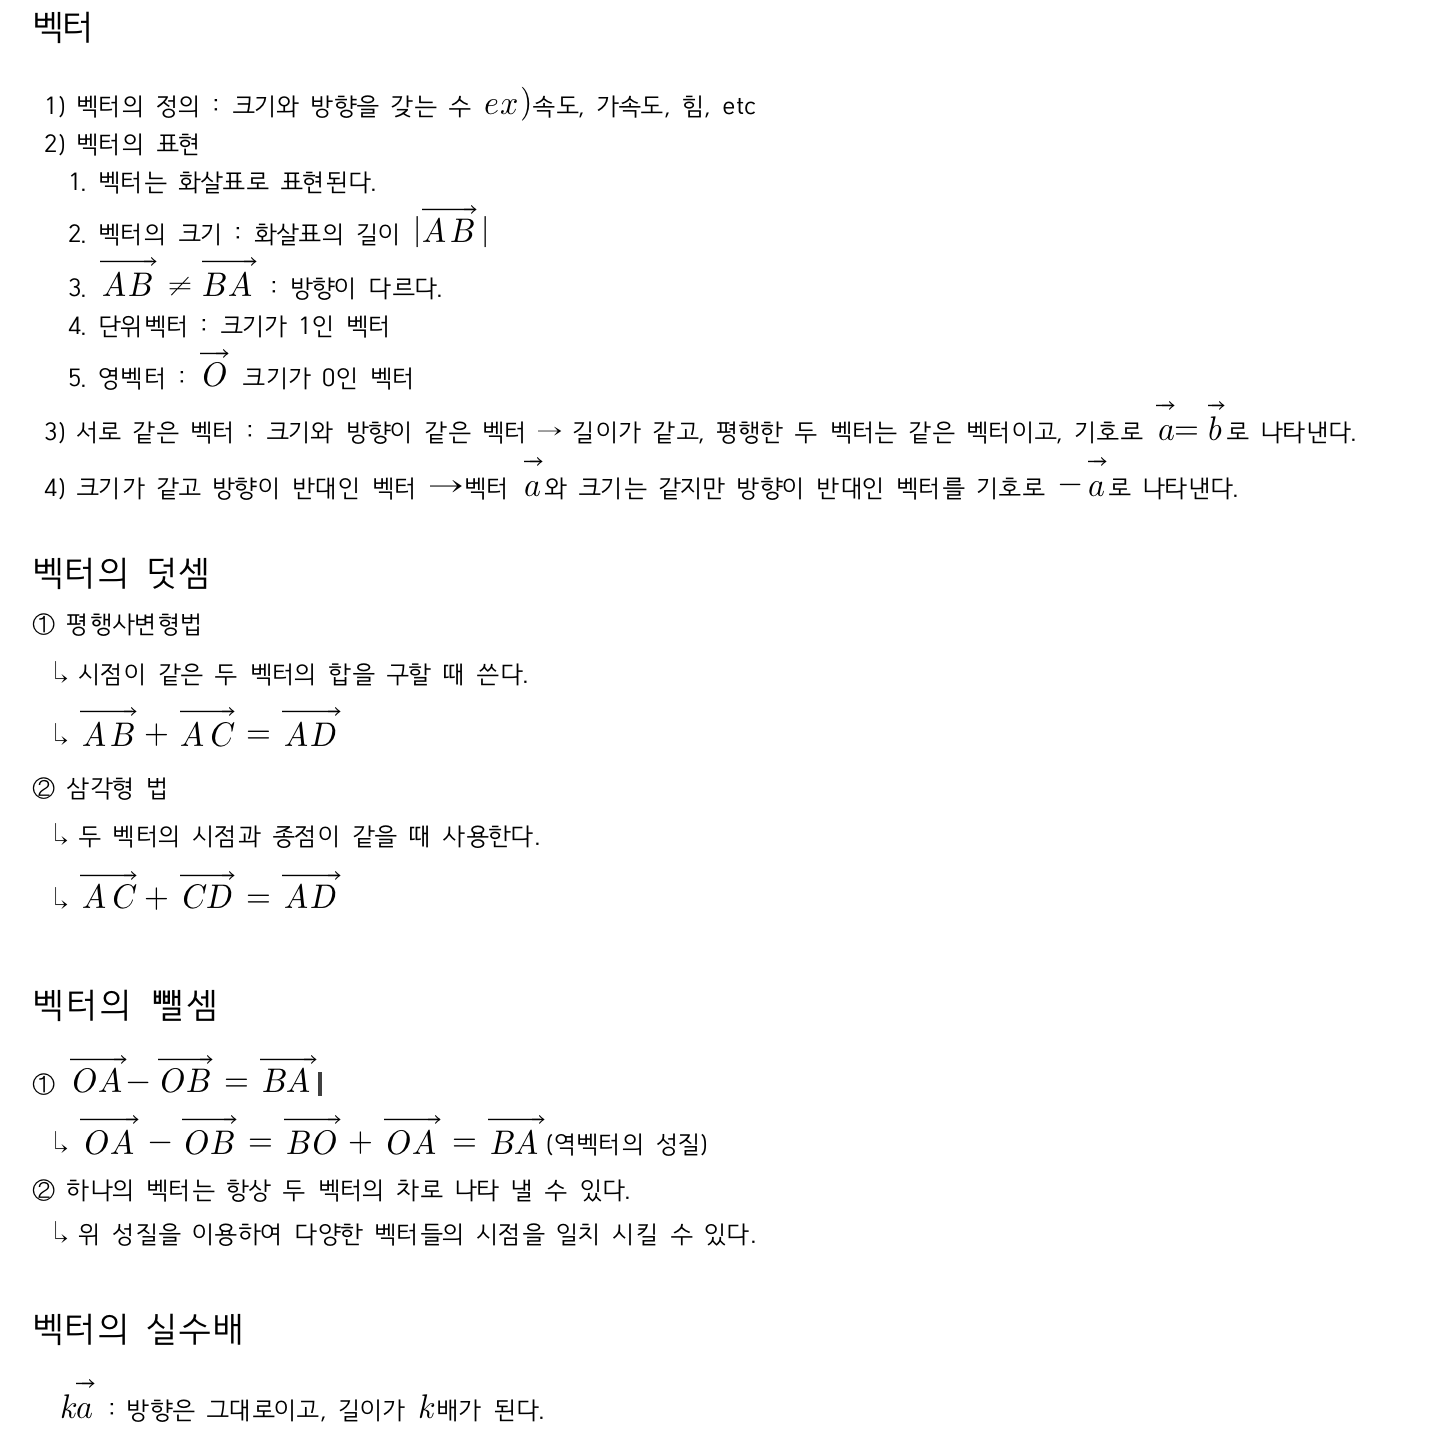 벡터
1) 벡터의 정의 : 크기와 방향을 갖는 수 ex)속도, 가속도, 힘, etc
2) 벡터의 표현
1. 벡터는 화살표로 표현된다.
2. 벡터의 크기 : 화살표의 길이 |$\overrightarrow{AB}$|
3. $\overrightarrow{AB} \neq \overrightarrow{BA}$ : 방향이 다르다.
4. 단위벡터 : 크기가 1인 벡터
5. 영벡터 : $\overrightarrow{O}$ 크기가 0인 벡터
3) 서로 같은 벡터 : 크기와 방향이 같은 벡터 → 길이가 같고, 평행한 두 벡터는 같은 벡터이고, 기호로 $\overrightarrow{a} = \overrightarrow{b}$로 나타낸다.
4) 크기가 같고 방향이 반대인 벡터 →벡터 $\overrightarrow{a}$와 크기는 같지만 방향이 반대인 벡터를 기호로 $-\overrightarrow{a}$로 나타낸다.
벡터의 덧셈
① 평행사변형법
↳ 시점이 같은 두 벡터의 합을 구할 때 쓴다.
↳ $\overrightarrow{AB} + \overrightarrow{AC} = \overrightarrow{AD}$
② 삼각형 법
↳ 두 벡터의 시점과 종점이 같을 때 사용한다.
↳ $\overrightarrow{AC} + \overrightarrow{CD} = \overrightarrow{AD}$
벡터의 뺄셈
① $\overrightarrow{OA} - \overrightarrow{OB} = \overrightarrow{BA}$
↳ $\overrightarrow{OA} - \overrightarrow{OB} = \overrightarrow{BO} + \overrightarrow{OA} = \overrightarrow{BA}$(역벡터의 성질)
② 하나의 벡터는 항상 두 벡터의 차로 나타 낼 수 있다.
↳ 위 성질을 이용하여 다양한 벡터들의 시점을 일치 시킬 수 있다.
벡터의 실수배
$k\overrightarrow{a}$ : 방향은 그대로이고, 길이가 $k$배가 된다.